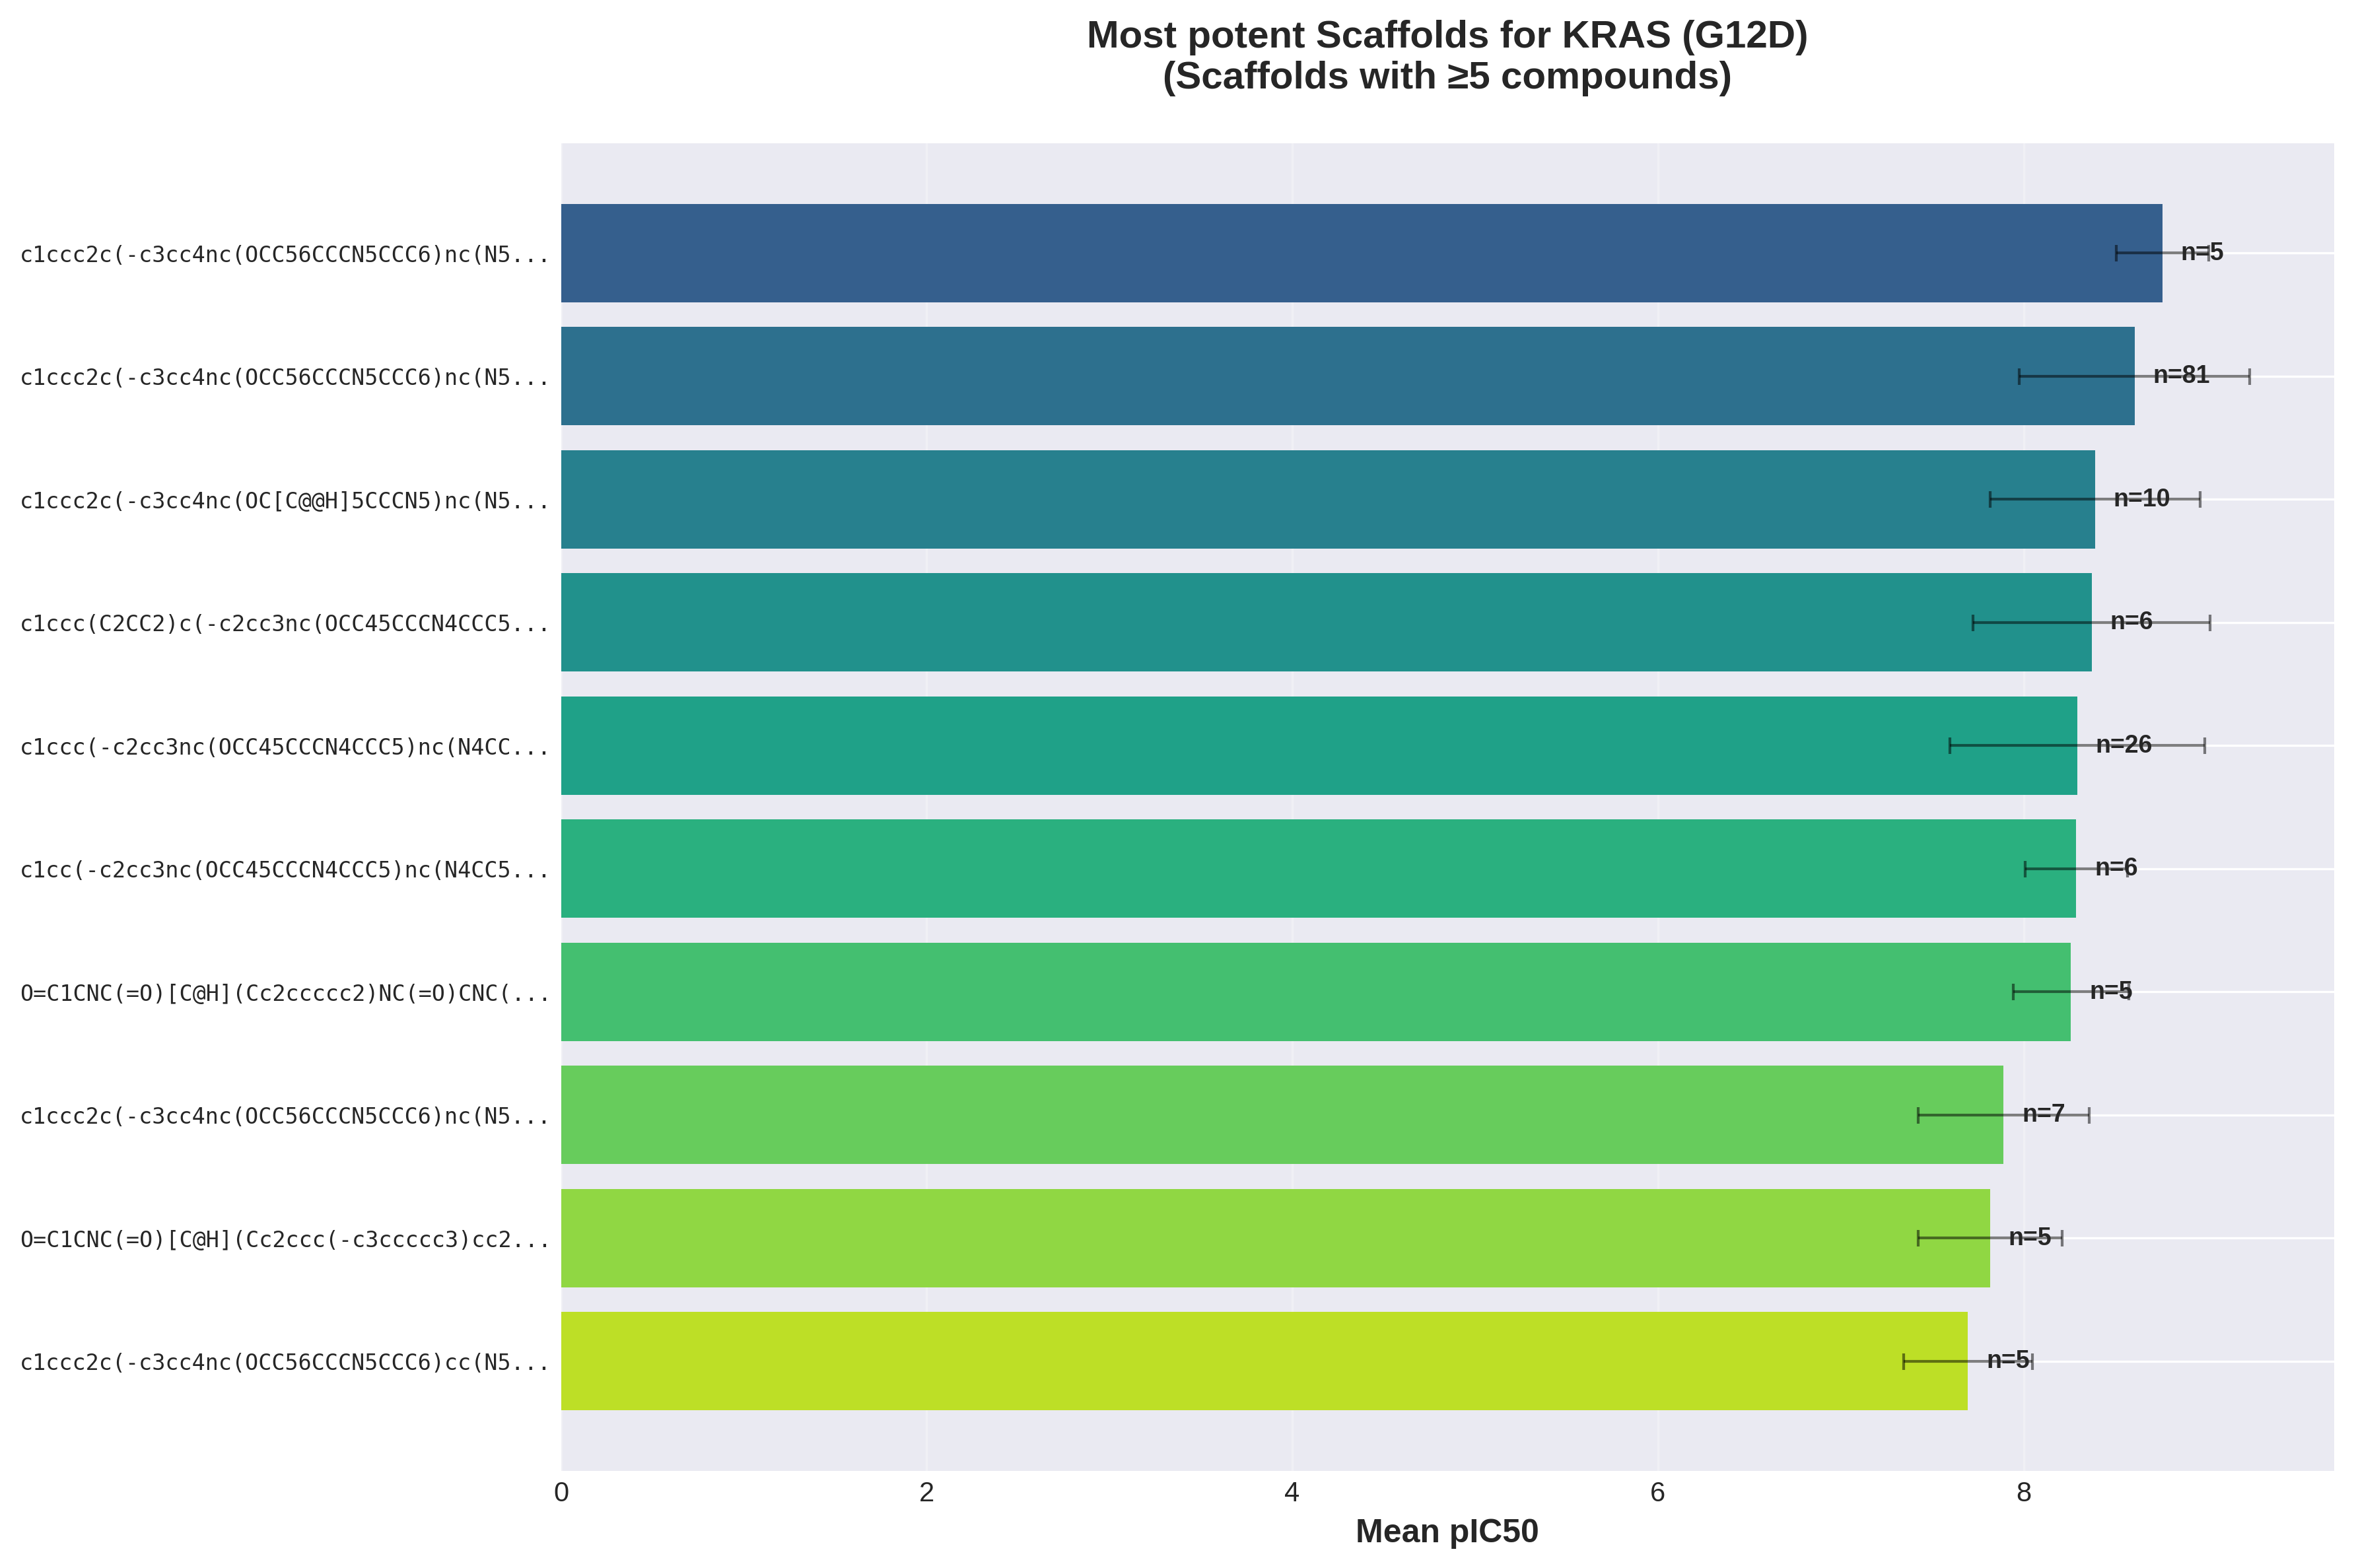 Most potent Scaffolds for KRAS (G12D)
(Scaffolds with ≥5 compounds)
c1ccc2c(-c3cc4nc(OCC56CCCN5CCC6)nc(N5...
n=5
c1ccc2c(-c3cc4nc(OCC56CCCN5CCC6)nc(N5...
n=81
c1ccc2c(-c3cc4nc(OC[C@@H]5CCCN5)nc(N5...
n=10
c1ccc(C2CC2)c(-c2cc3nc(OCC45CCCN4CCC5...
n=6
c1ccc(-c2cc3nc(OCC45CCCN4CCC5)nc(N4CC...
n=26
c1cc(-c2cc3nc(OCC45CCCN4CCC5)nc(N4CC5...
n=6
O=C1CNC(=O)[C@H](Cc2ccccc2)NC(=O)CNC(...
n=5
c1ccc2c(-c3cc4nc(OCC56CCCN5CCC6)nc(N5...
n=7
O=C1CNC(=O)[C@H](Cc2ccc(-c3ccccc3)cc2...
n=5
c1ccc2c(-c3cc4nc(OCC56CCCN5CCC6)cc(N5...
n=5
0 2 4 6 8
Mean pIC50